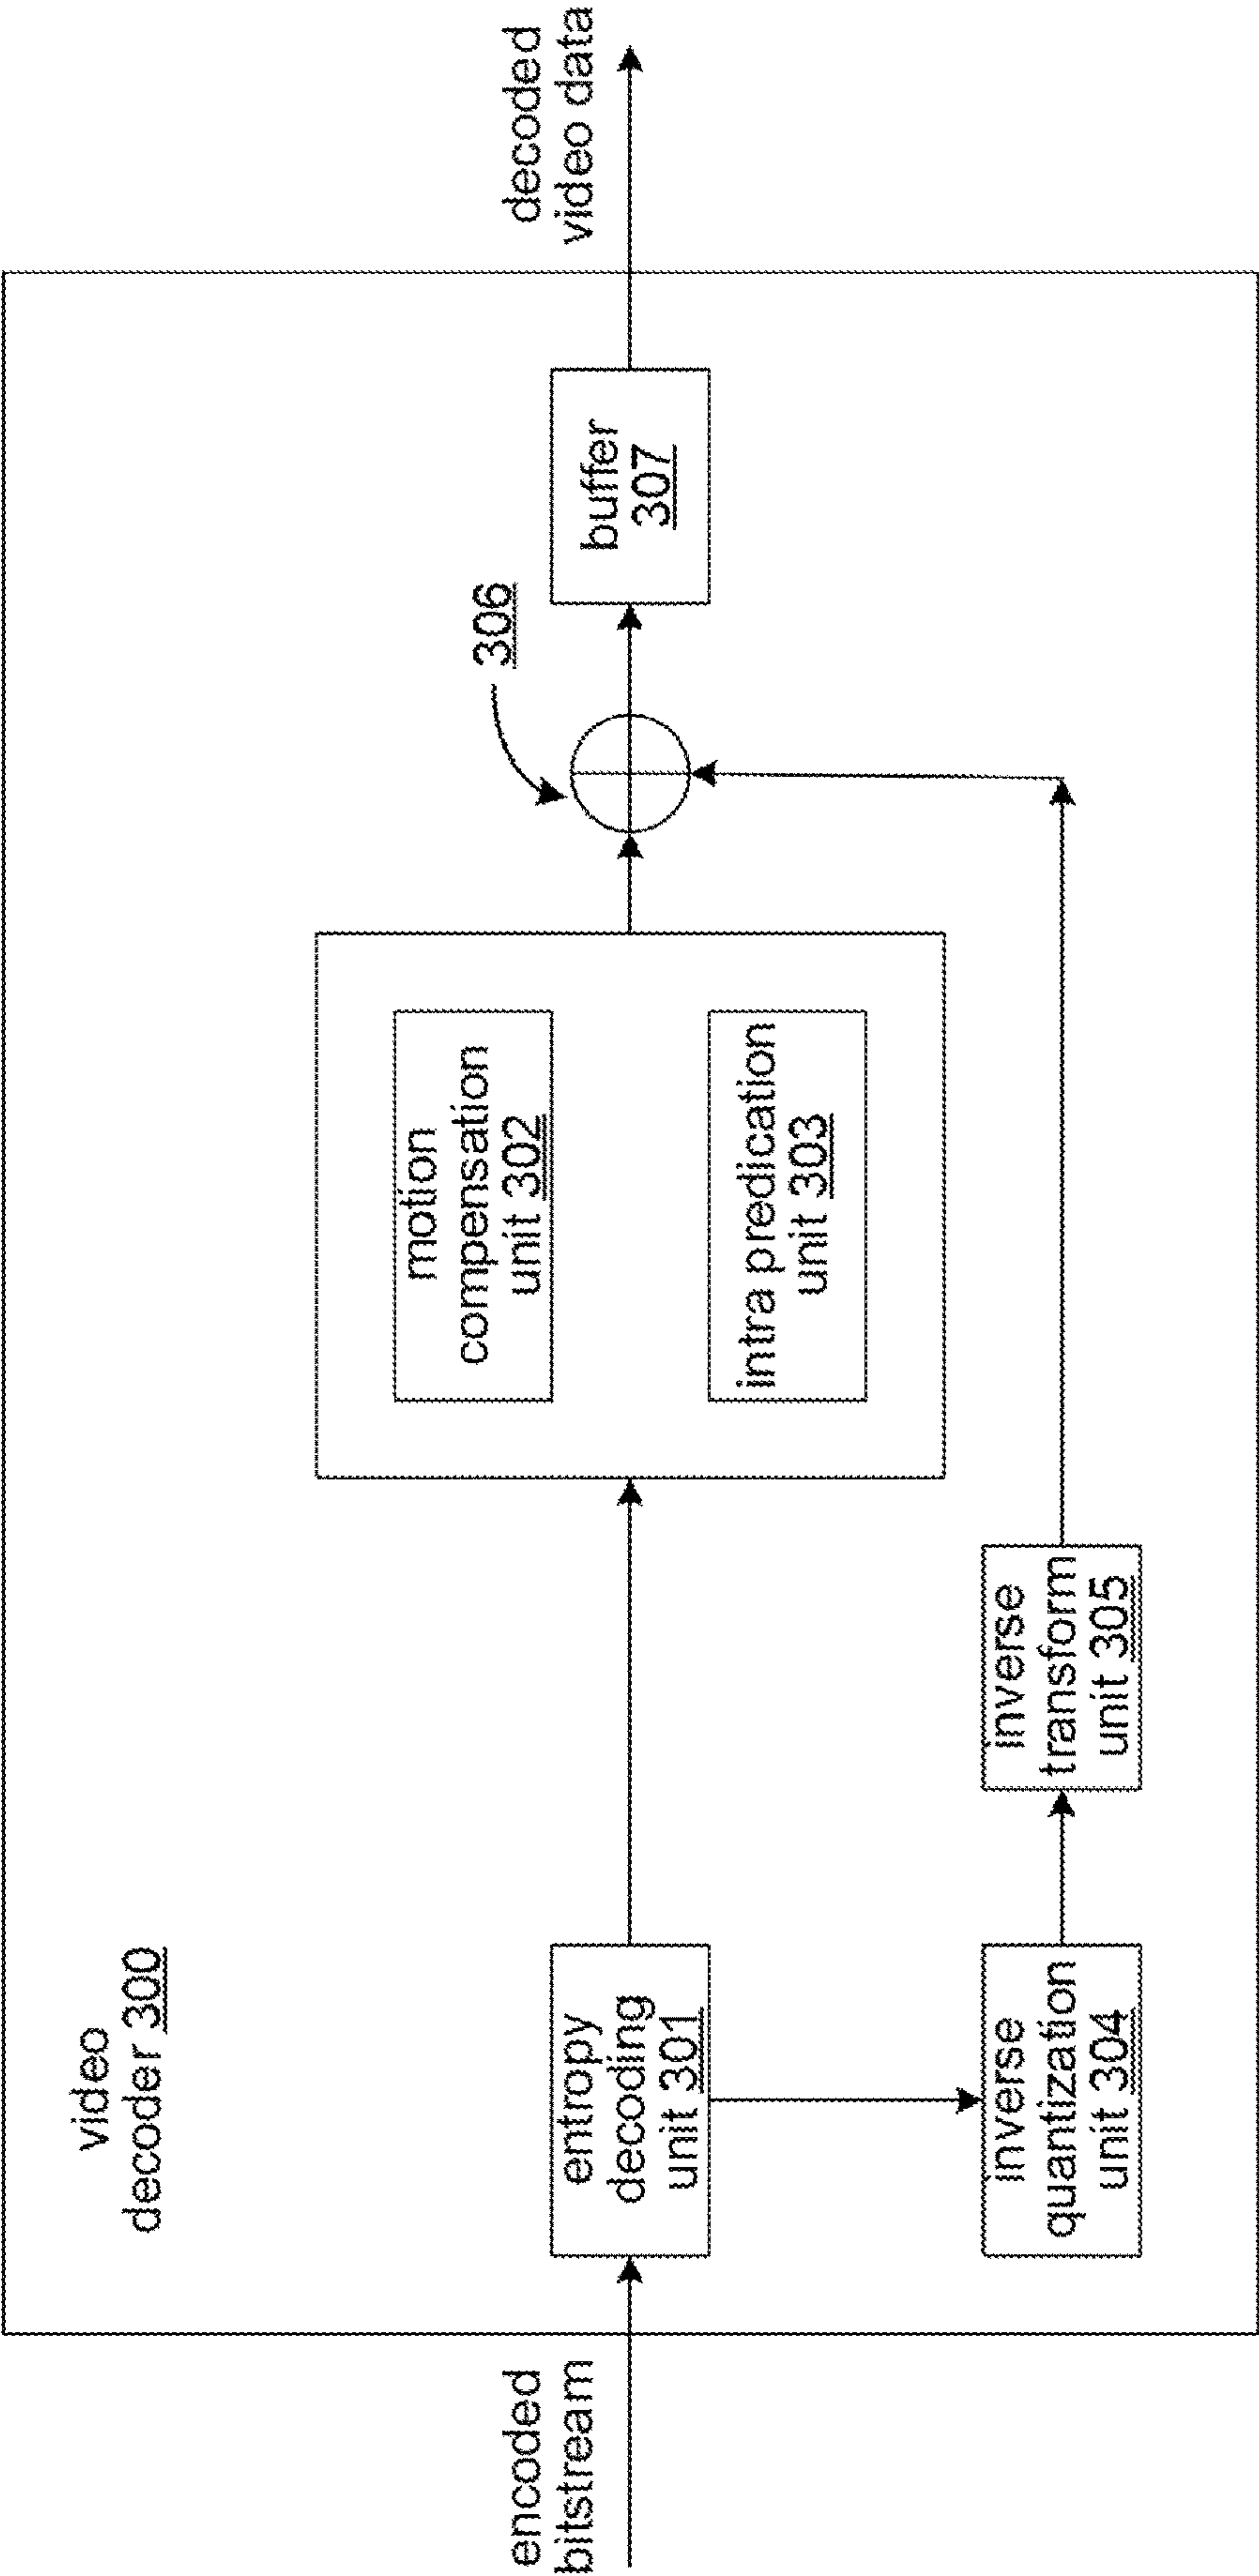 video
decoder 300
encoded
bitstream
entropy
decoding
unit 301
inverse
quantization
unit 304
inverse
transform
unit 305
motion
compensation
unit 302
intra predication
unit 303
306
buffer
307
decoded
video data